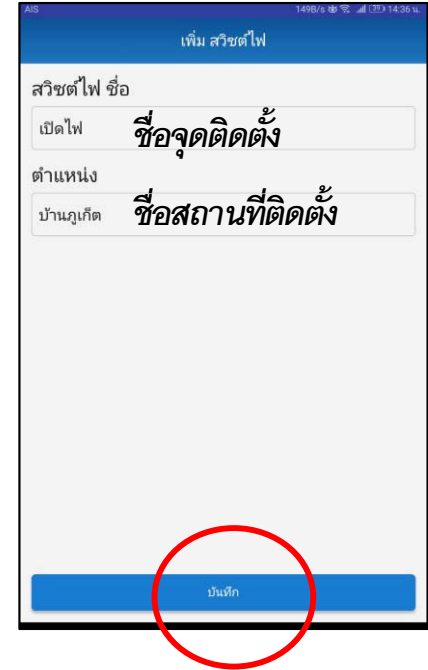 AIS 149B/s 14:36 น.
เพิ่ม สวิซต์ไฟ
สวิซต์ไฟ ชื่อ
เปิดไฟ ชื่อจุดติดตั้ง
ตำแหน่ง
บ้านภูเก็ต ชื่อสถานที่ติดตั้ง
บันทึก